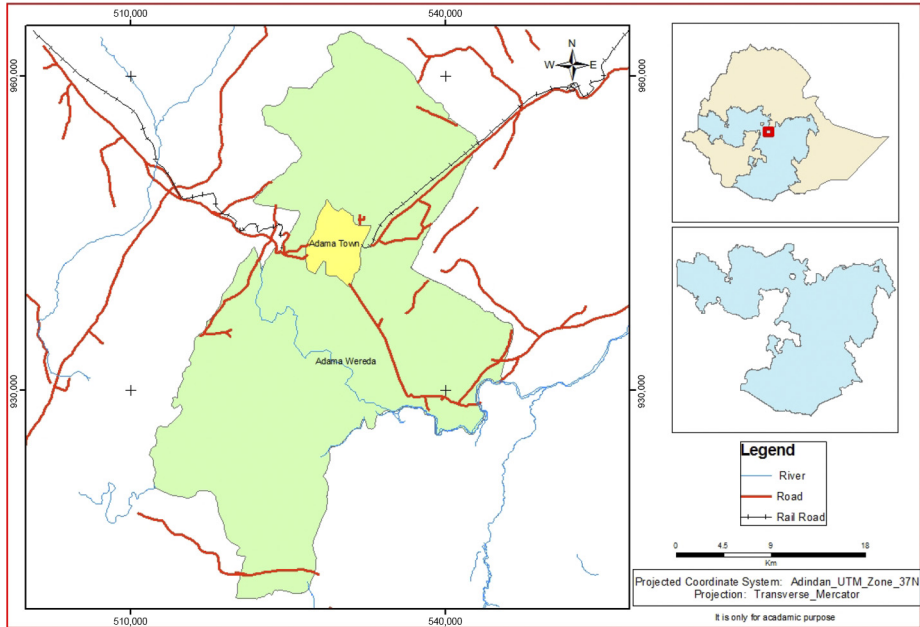 510,000 540,000
960,000 960,000
N
W E
S
Adama Town
Adama Wereda
930,000 930,000
510,000 540,000
Legend
River
Road
Rail Road
0 4.5 9 18
Km
Projected Coordinate System: Adindan_UTM_Zone_37N
Projection: Transverse_Mercator
It is only for acadamic purpose